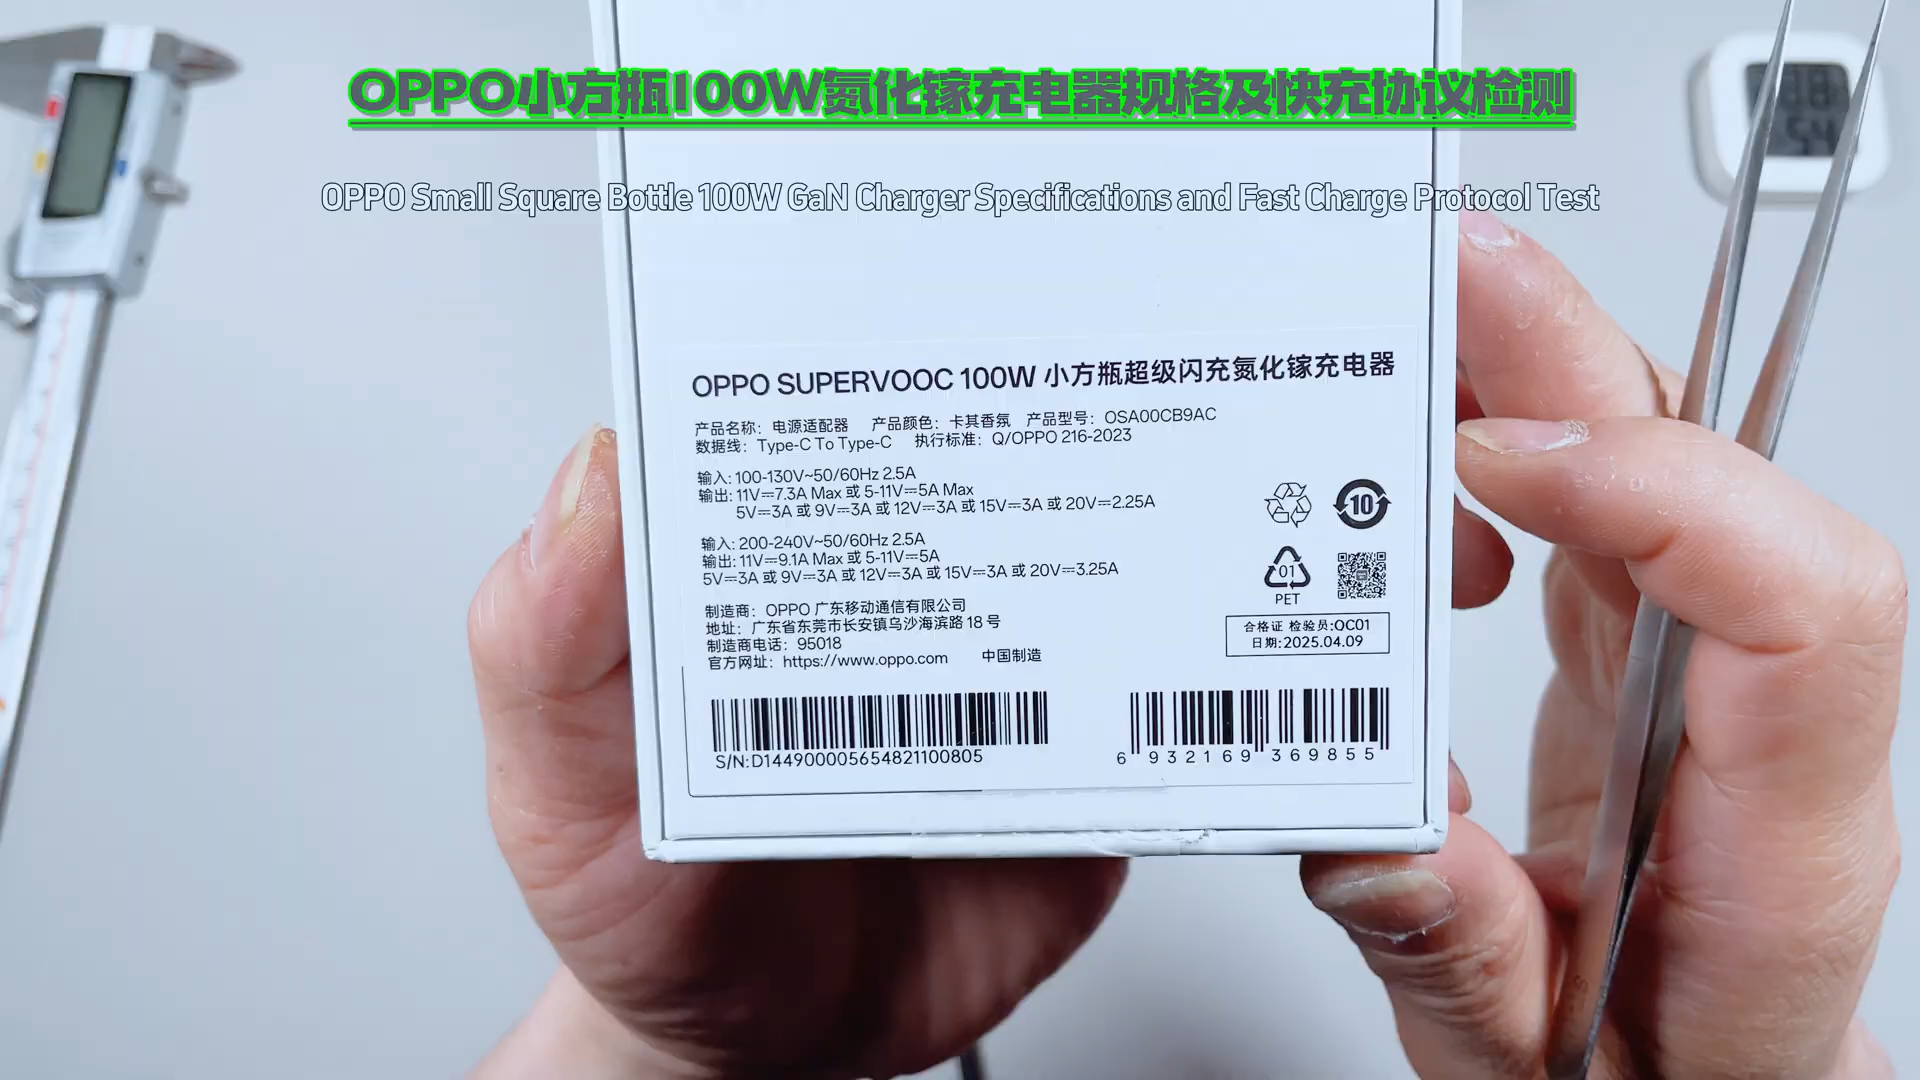 OPPO小方瓶100W氮化镓充电器规格及快充协议检测
OPPO Small Square Bottle 100W GaN Charger Specifications and Fast Charge Protocol Test
OPPO SUPERVOOC 100W 小方瓶超级闪充氮化镓充电器
产品名称：电源适配器 产品颜色：卡其香氛 产品型号：OSA00CB9AC
数据线：Type-C To Type-C 执行标准：Q/OPPO 216-2023
输入: 100-130V~50/60Hz 2.5A
输出: 11V⎓7.3A Max 或 5-11V⎓5A Max
5V⎓3A 或 9V⎓3A 或 12V⎓3A 或 15V⎓3A 或 20V⎓2.25A
输入: 200-240V~50/60Hz 2.5A
输出: 11V⎓9.1A Max 或 5-11V⎓5A
5V⎓3A 或 9V⎓3A 或 12V⎓3A 或 15V⎓3A 或 20V⎓3.25A
制造商：OPPO 广东移动通信有限公司
地址：广东省东莞市长安镇乌沙海滨路 18 号
制造商电话：95018
官方网址：https://www.oppo.com 中国制造
10
01
PET
合格证 检验员:QC01
日期:2025.04.09
S/N:D144900005654821100805
6 932169 369855